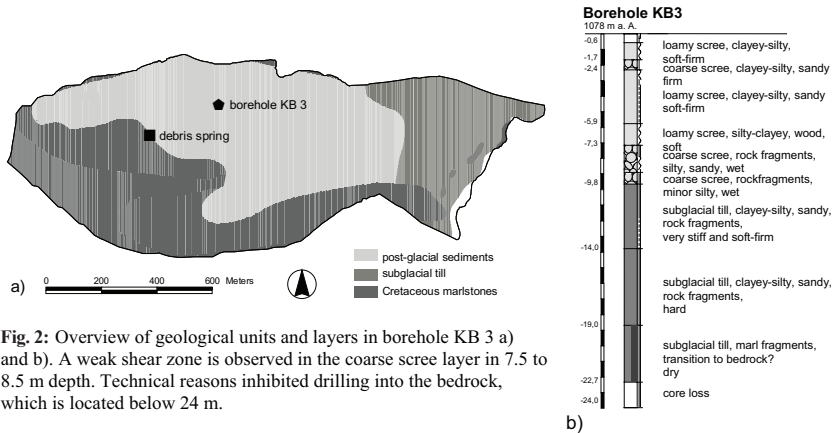 borehole KB 3
debris spring
post-glacial sediments
subglacial till
Cretaceous marlstones
a)
0 200 400 600 Meters
Fig. 2: Overview of geological units and layers in borehole KB 3 a)
and b). A weak shear zone is observed in the coarse scree layer in 7.5 to
8.5 m depth. Technical reasons inhibited drilling into the bedrock,
which is located below 24 m.
Borehole KB3
1078 m a. A.
-0,6
-1,7
-2,4
-5,9
-7,3
-9,8
-14,0
-19,0
-22,7
-24,0
loamy scree, clayey-silty,
soft-firm
coarse scree, clayey-silty, sandy
firm
loamy scree, clayey-silty, sandy
soft-firm
loamy scree, silty-clayey, wood,
soft
coarse scree, rock fragments,
silty, sandy, wet
coarse scree, rockfragments,
minor silty, wet
subglacial till, clayey-silty, sandy,
rock fragments,
very stiff and soft-firm
subglacial till, clayey-silty, sandy,
rock fragments,
hard
subglacial till, marl fragments,
transition to bedrock?
dry
core loss
b)